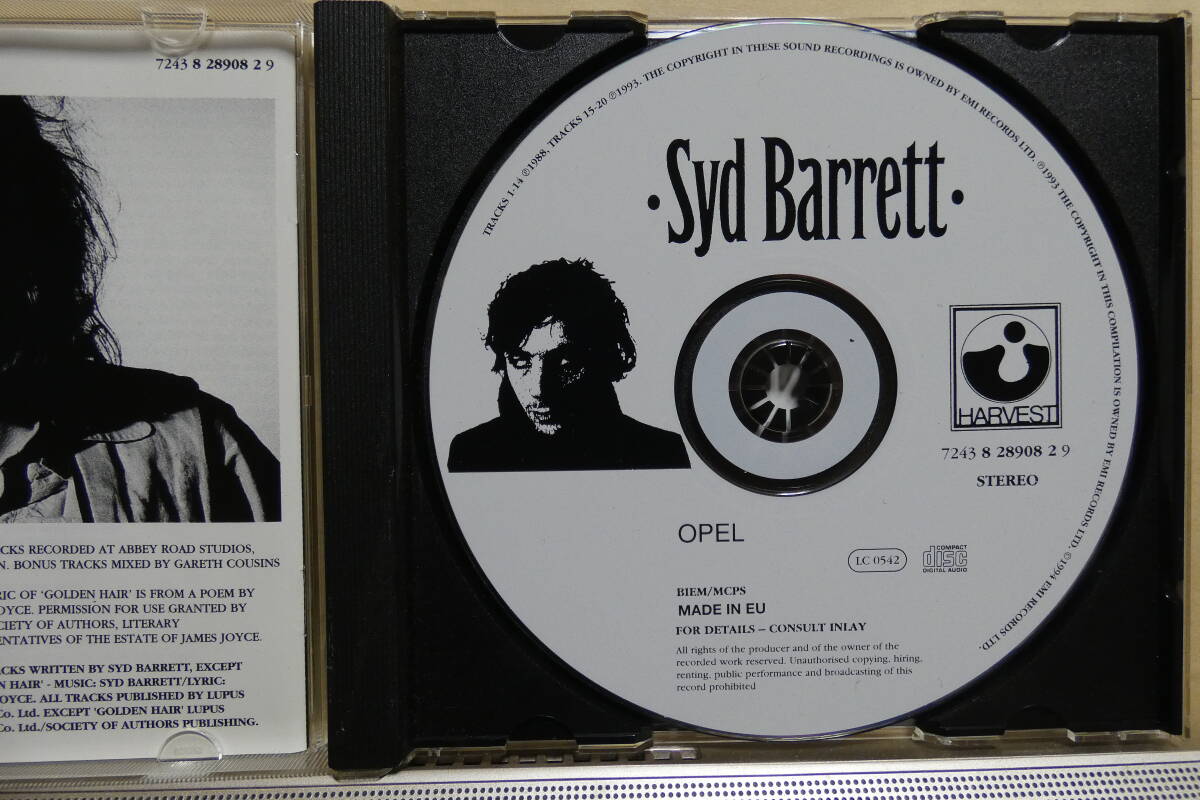 7243 8 28908 2 9
CKS RECORDED AT ABBEY ROAD STUDIOS,
N. BONUS TRACKS MIXED BY GARETH COUSINS
RIC OF 'GOLDEN HAIR' IS FROM A POEM BY
OYCE. PERMISSION FOR USE GRANTED BY
CIETY OF AUTHORS, LITERARY
ENTATIVES OF THE ESTATE OF JAMES JOYCE.
CKS WRITTEN BY SYD BARRETT, EXCEPT
N HAIR' - MUSIC: SYD BARRETT/LYRIC:
OYCE. ALL TRACKS PUBLISHED BY LUPUS
Co. Ltd. EXCEPT 'GOLDEN HAIR' LUPUS
Co. Ltd./SOCIETY OF AUTHORS PUBLISHING.
TRACKS 1-14 ℗1988, TRACKS 15-20 ℗1993, THE COPYRIGHT IN THESE SOUND RECORDINGS IS OWNED BY EMI RECORDS LTD. ℗1993 THE COPYRIGHT IN THIS COMPILATION IS OWNED BY EMI RECORDS LTD. ©1994 EMI RECORDS LTD.
·Syd Barrett·
HARVEST
7243 8 28908 2 9
STEREO
OPEL
LC 0542
COMPACT
disc
DIGITAL AUDIO
BIEM/MCPS
MADE IN EU
FOR DETAILS – CONSULT INLAY
All rights of the producer and of the owner of the
recorded work reserved. Unauthorised copying, hiring,
renting, public performance and broadcasting of this
record prohibited